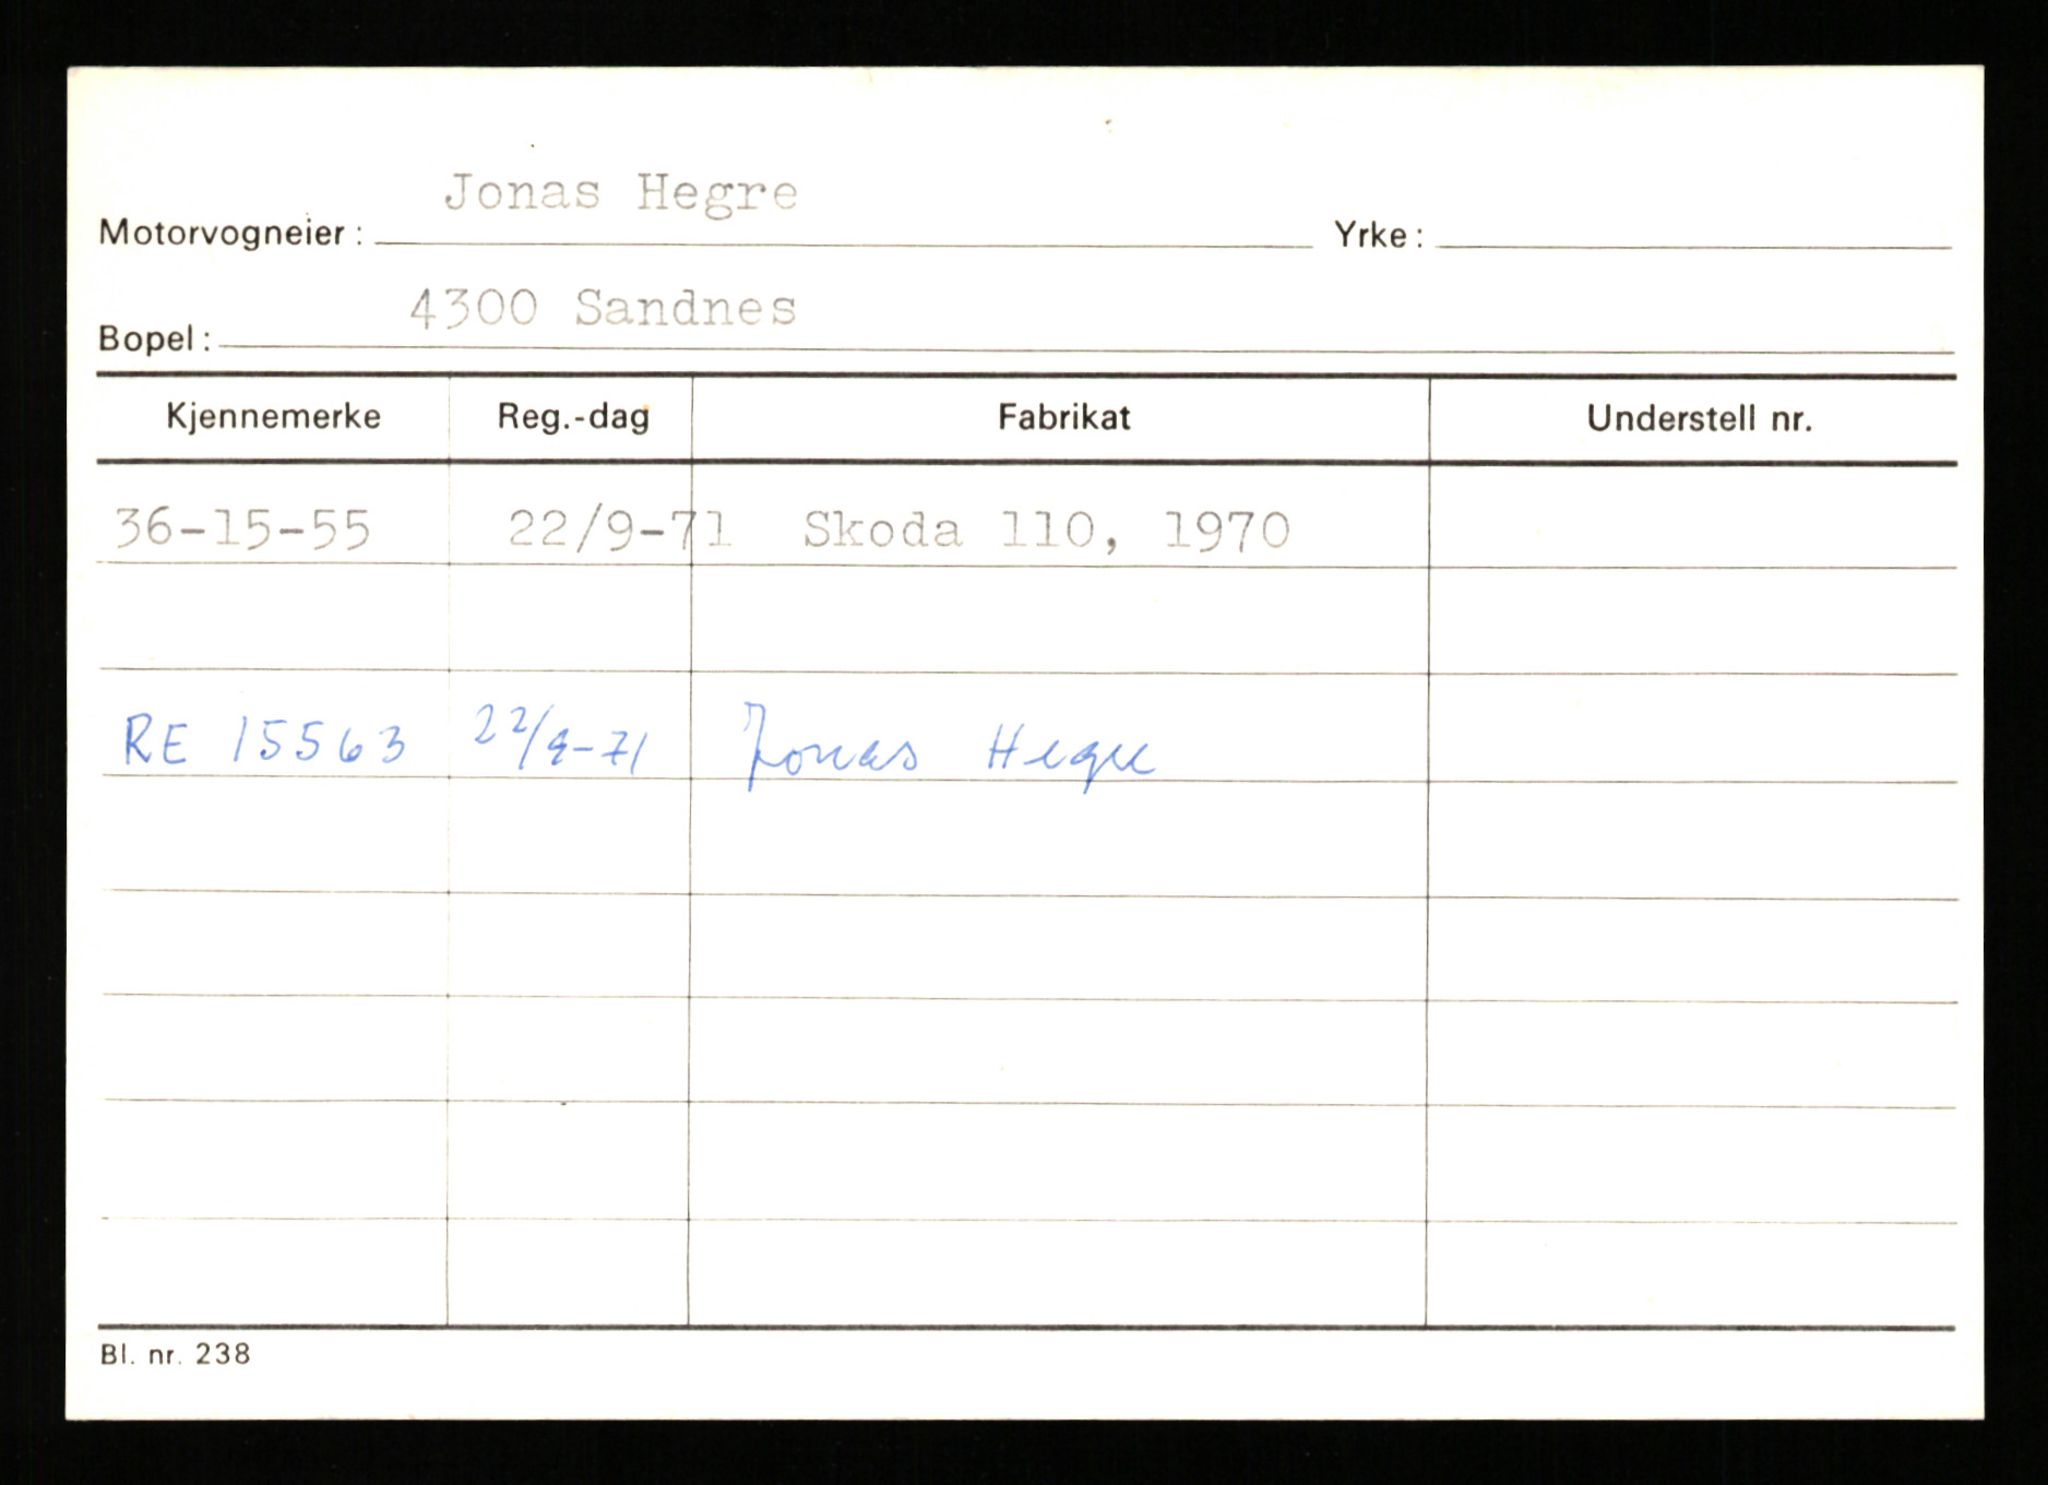 Jonas Hegre
Motorvogneier: Yrke:
4300 Sandnes
Bopel:
Kjennemerke Reg.-dag Fabrikat Understell nr.
36-15-55 22/9-71 Skoda 110, 1970
RE 15563 22/9-71 Jonas Hegre
Bl. nr. 238